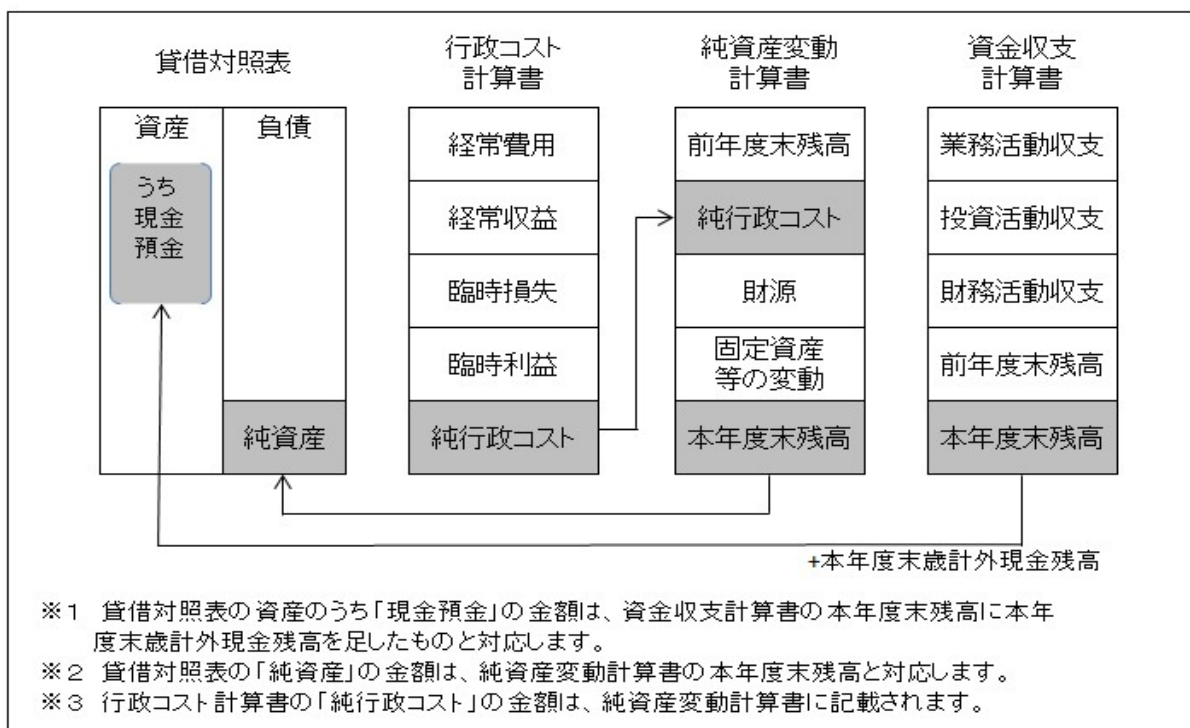 貸借対照表
資産
負債
うち
現金
預金
純資産
行政コスト
計算書
経常費用
経常収益
臨時損失
臨時利益
純行政コスト
純資産変動
計算書
前年度末残高
純行政コスト
財源
固定資産
等の変動
本年度末残高
資金収支
計算書
業務活動収支
投資活動収支
財務活動収支
前年度末残高
本年度末残高
+本年度末歳計外現金残高
※1 貸借対照表の資産のうち「現金預金」の金額は、資金収支計算書の本年度末残高に本年
度末歳計外現金残高を足したものと対応します。
※2 貸借対照表の「純資産」の金額は、純資産変動計算書の本年度末残高と対応します。
※3 行政コスト計算書の「純行政コスト」の金額は、純資産変動計算書に記載されます。